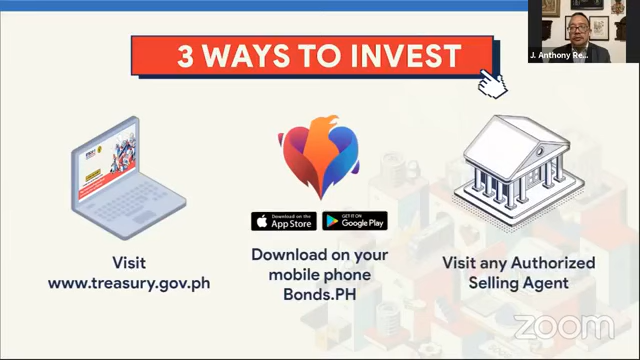 3 WAYS TO INVEST
J. Anthony Re...
Download on the
App Store
GET IT ON
Google Play
Visit
www.treasury.gov.ph
Download on your
mobile phone
Bonds.PH
Visit any Authorized
Selling Agent
zoom